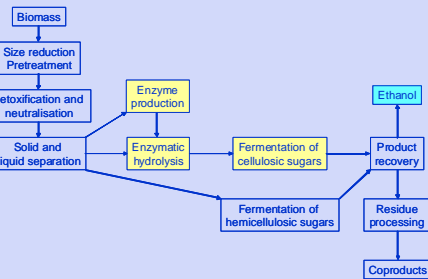 Biomass
Size reduction
Pretreatment
etoxification and
neutralisation
Solid and
iquid separation
Enzyme
production
Enzymatic
hydrolysis
Fermentation of
cellulosic sugars
Fermentation of
hemicellulosic sugars
Ethanol
Product
recovery
Residue
processing
Coproducts